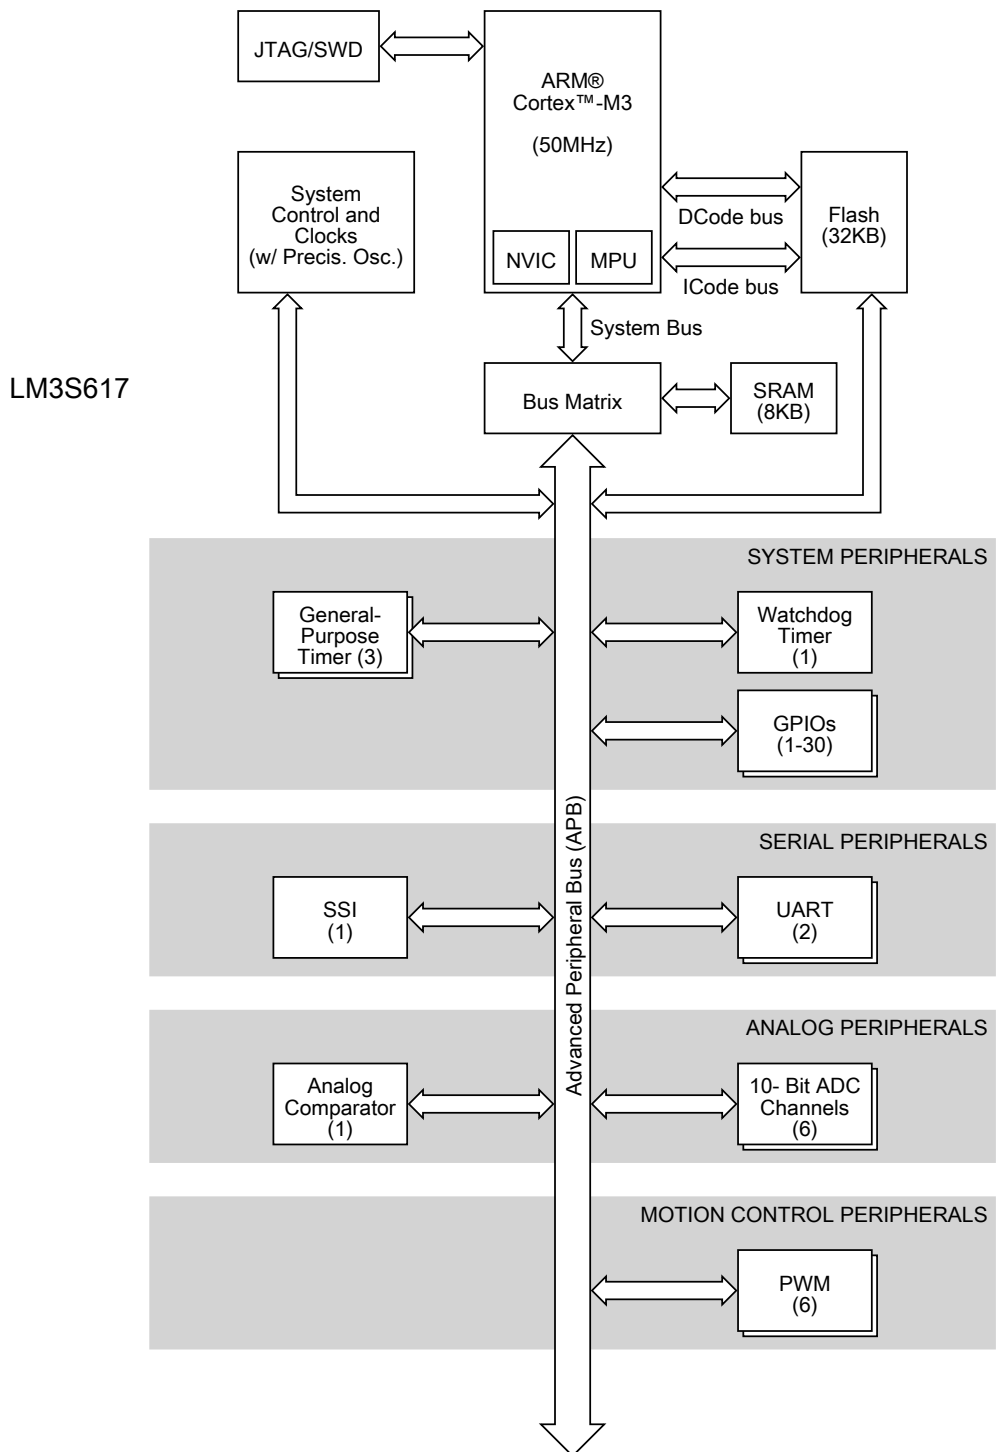 JTAG/SWD
ARM®
Cortex™-M3
(50MHz)
NVIC
MPU
System
Control and
Clocks
(w/ Precis. Osc.)
DCode bus
ICode bus
Flash
(32KB)
System Bus
LM3S617
Bus Matrix
SRAM
(8KB)
SYSTEM PERIPHERALS
General-
Purpose
Timer (3)
Watchdog
Timer
(1)
GPIOs
(1-30)
Advanced Peripheral Bus (APB)
SERIAL PERIPHERALS
SSI
(1)
UART
(2)
ANALOG PERIPHERALS
Analog
Comparator
(1)
10- Bit ADC
Channels
(6)
MOTION CONTROL PERIPHERALS
PWM
(6)